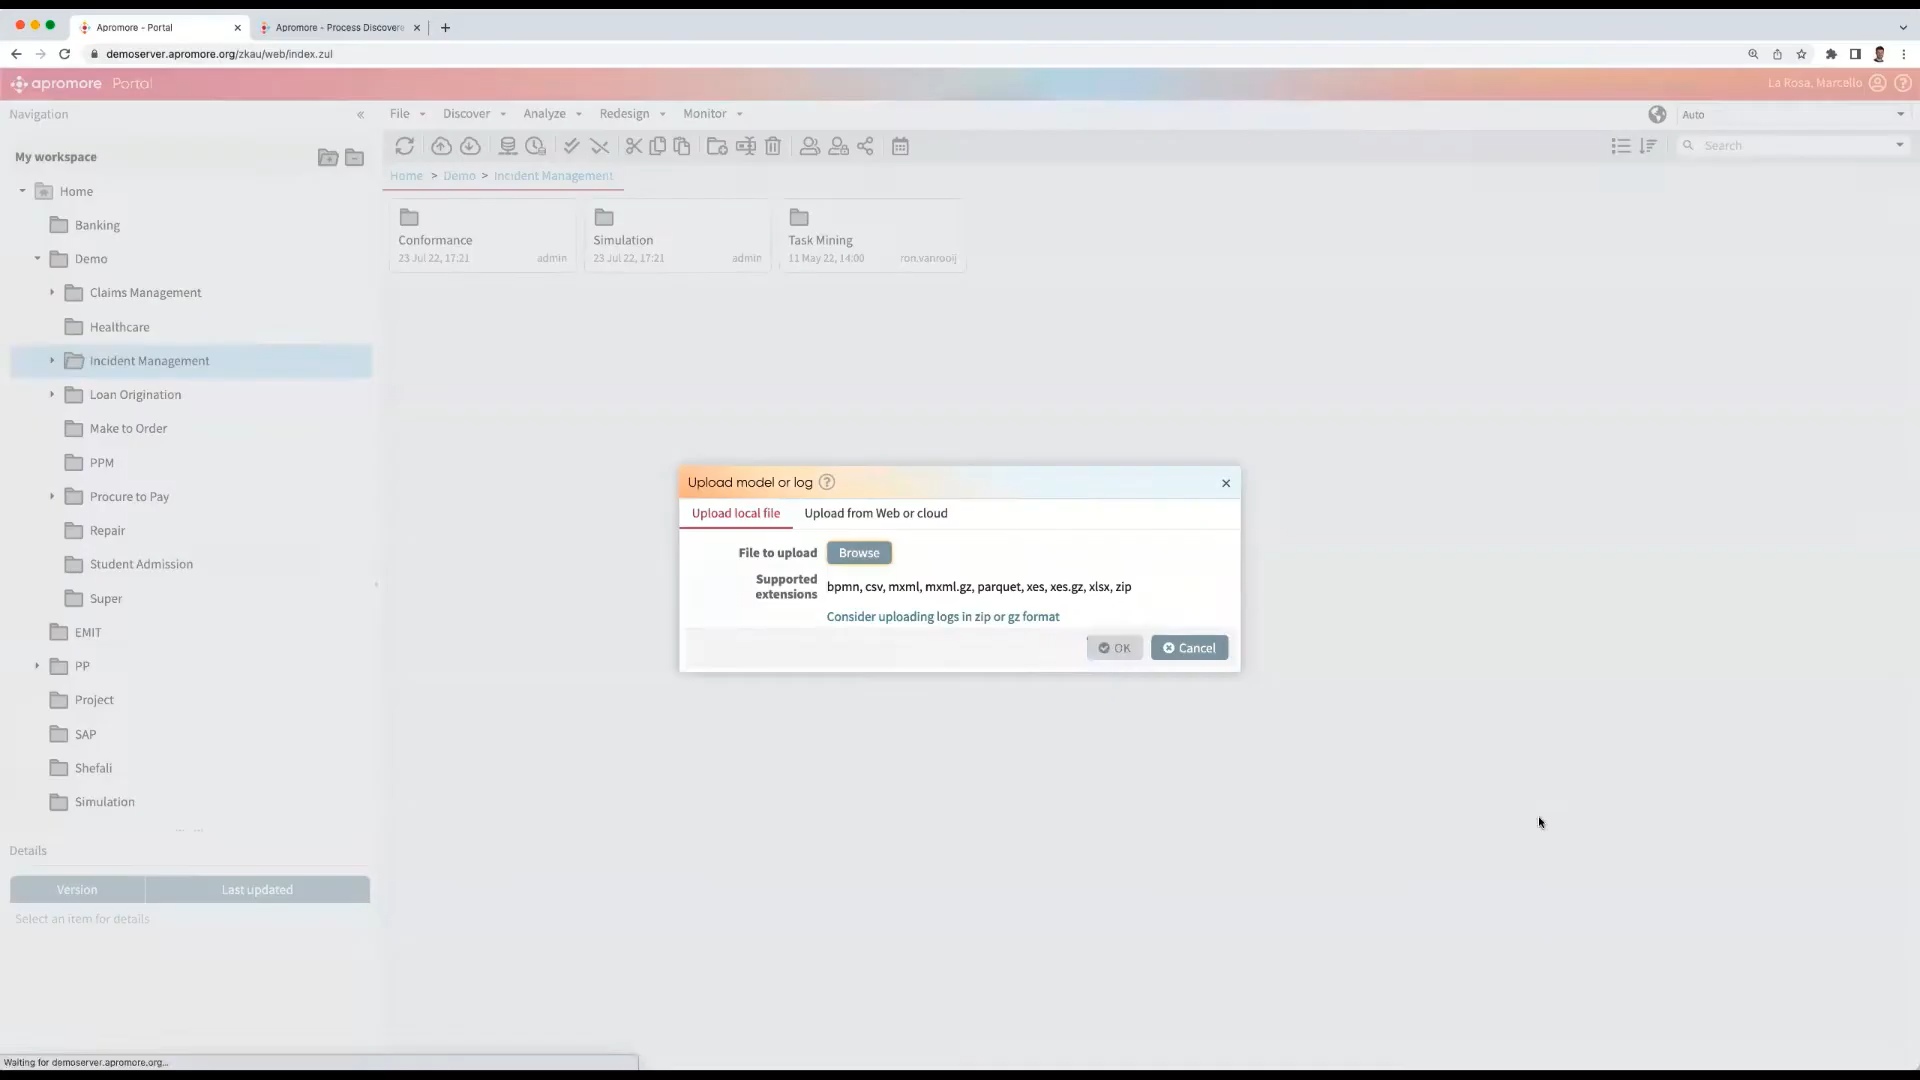 Apromore - Portal
Apromore - Process Discovere
demoserver.apromore.org/zkau/web/index.zul
apromore Portal
La Rosa, Marcello
Navigation
File
Discover
Analyze
Redesign
Monitor
Auto
My workspace
Search
Home > Demo > Incident Management
Home
Banking
Demo
Claims Management
Healthcare
Incident Management
Loan Origination
Make to Order
PPM
Procure to Pay
Repair
Student Admission
Super
EMIT
PP
Project
SAP
Shefali
Simulation
Conformance
23 Jul 22, 17:21 admin
Simulation
23 Jul 22, 17:21 admin
Task Mining
11 May 22, 14:00 ron.vanrooij
Upload model or log
Upload local file
Upload from Web or cloud
File to upload
Browse
Supported extensions
bpmn, csv, mxml, mxml.gz, parquet, xes, xes.gz, xlsx, zip
Consider uploading logs in zip or gz format
OK
Cancel
Details
Version
Last updated
Select an item for details
Waiting for demoserver.apromore.org...